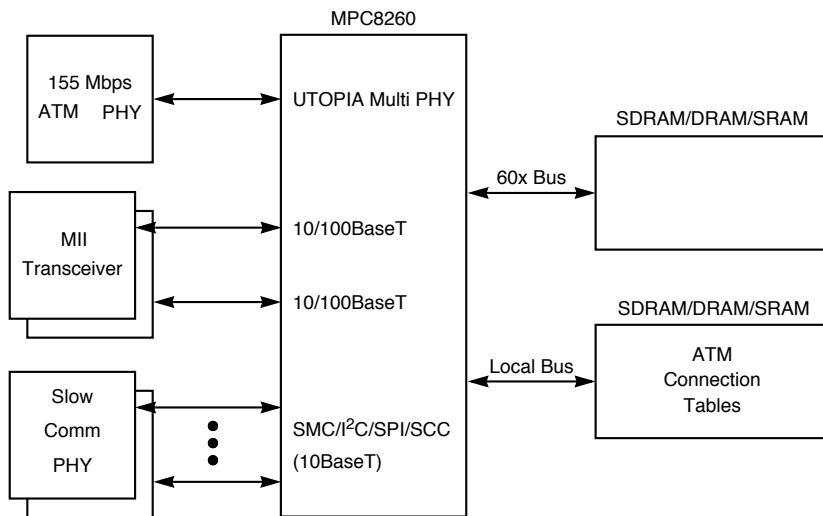 MPC8260
155 Mbps
ATM PHY
UTOPIA Multi PHY
SDRAM/DRAM/SRAM
60x Bus
MII
Transceiver
10/100BaseT
10/100BaseT
SDRAM/DRAM/SRAM
Local Bus
ATM
Connection
Tables
Slow
Comm
PHY
SMC/I²C/SPI/SCC
(10BaseT)